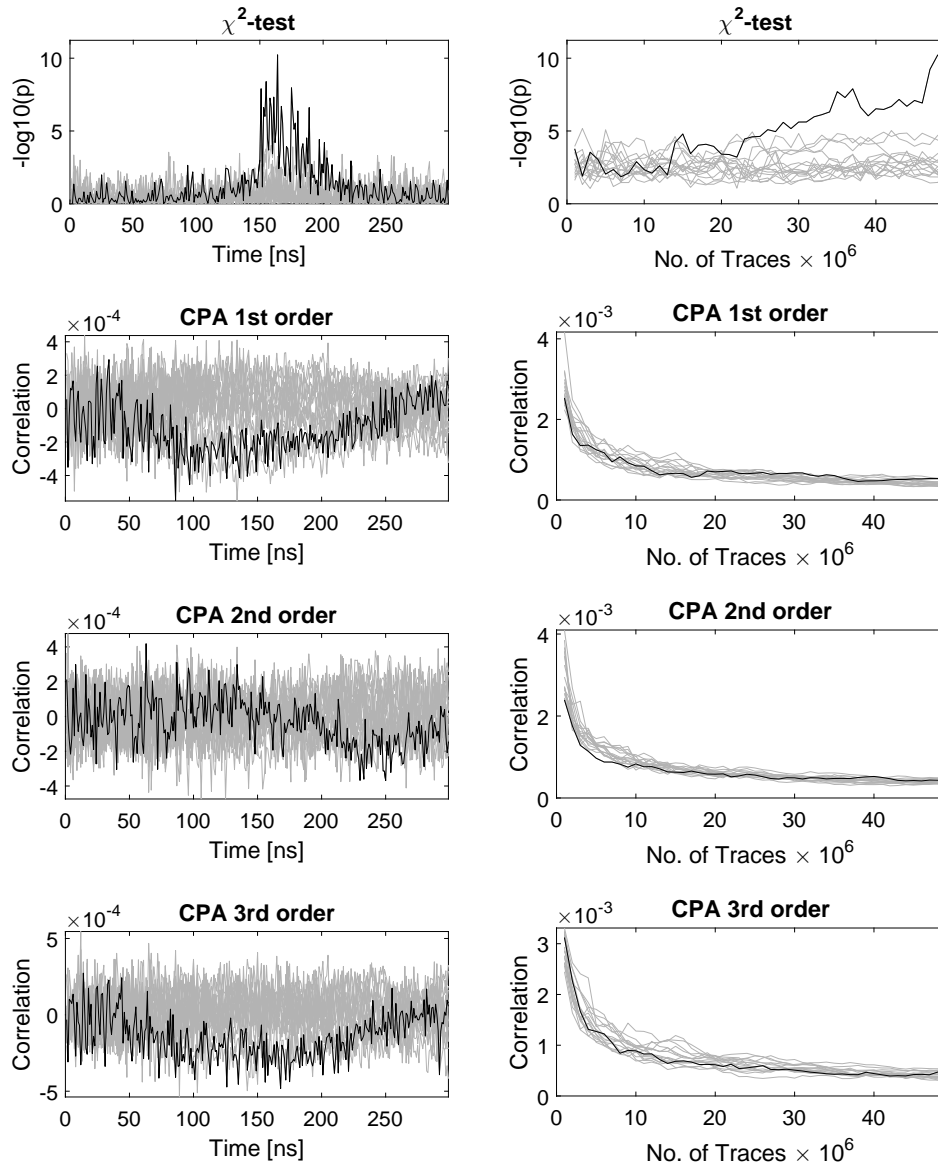 χ²-test
10
5
0
-log10(p)
0 50 100 150 200 250
Time [ns]
χ²-test
10
5
0
-log10(p)
0 10 20 30 40
No. of Traces × 10⁶
×10⁻⁴
CPA 1st order
4
2
0
-2
-4
Correlation
0 50 100 150 200 250
Time [ns]
×10⁻³
CPA 1st order
4
2
0
Correlation
0 10 20 30 40
No. of Traces × 10⁶
×10⁻⁴
CPA 2nd order
4
2
0
-2
-4
Correlation
0 50 100 150 200 250
Time [ns]
×10⁻³
CPA 2nd order
4
2
0
Correlation
0 10 20 30 40
No. of Traces × 10⁶
×10⁻⁴
CPA 3rd order
5
0
-5
Correlation
0 50 100 150 200 250
Time [ns]
×10⁻³
CPA 3rd order
3
2
1
0
Correlation
0 10 20 30 40
No. of Traces × 10⁶